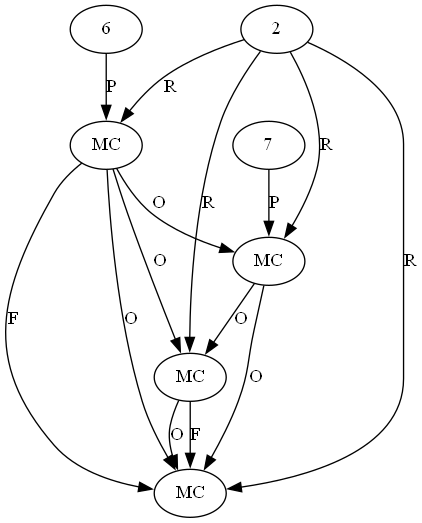 6 2
P R
MC 7
O R P
R
O MC R
F O O O
MC
O F
MC